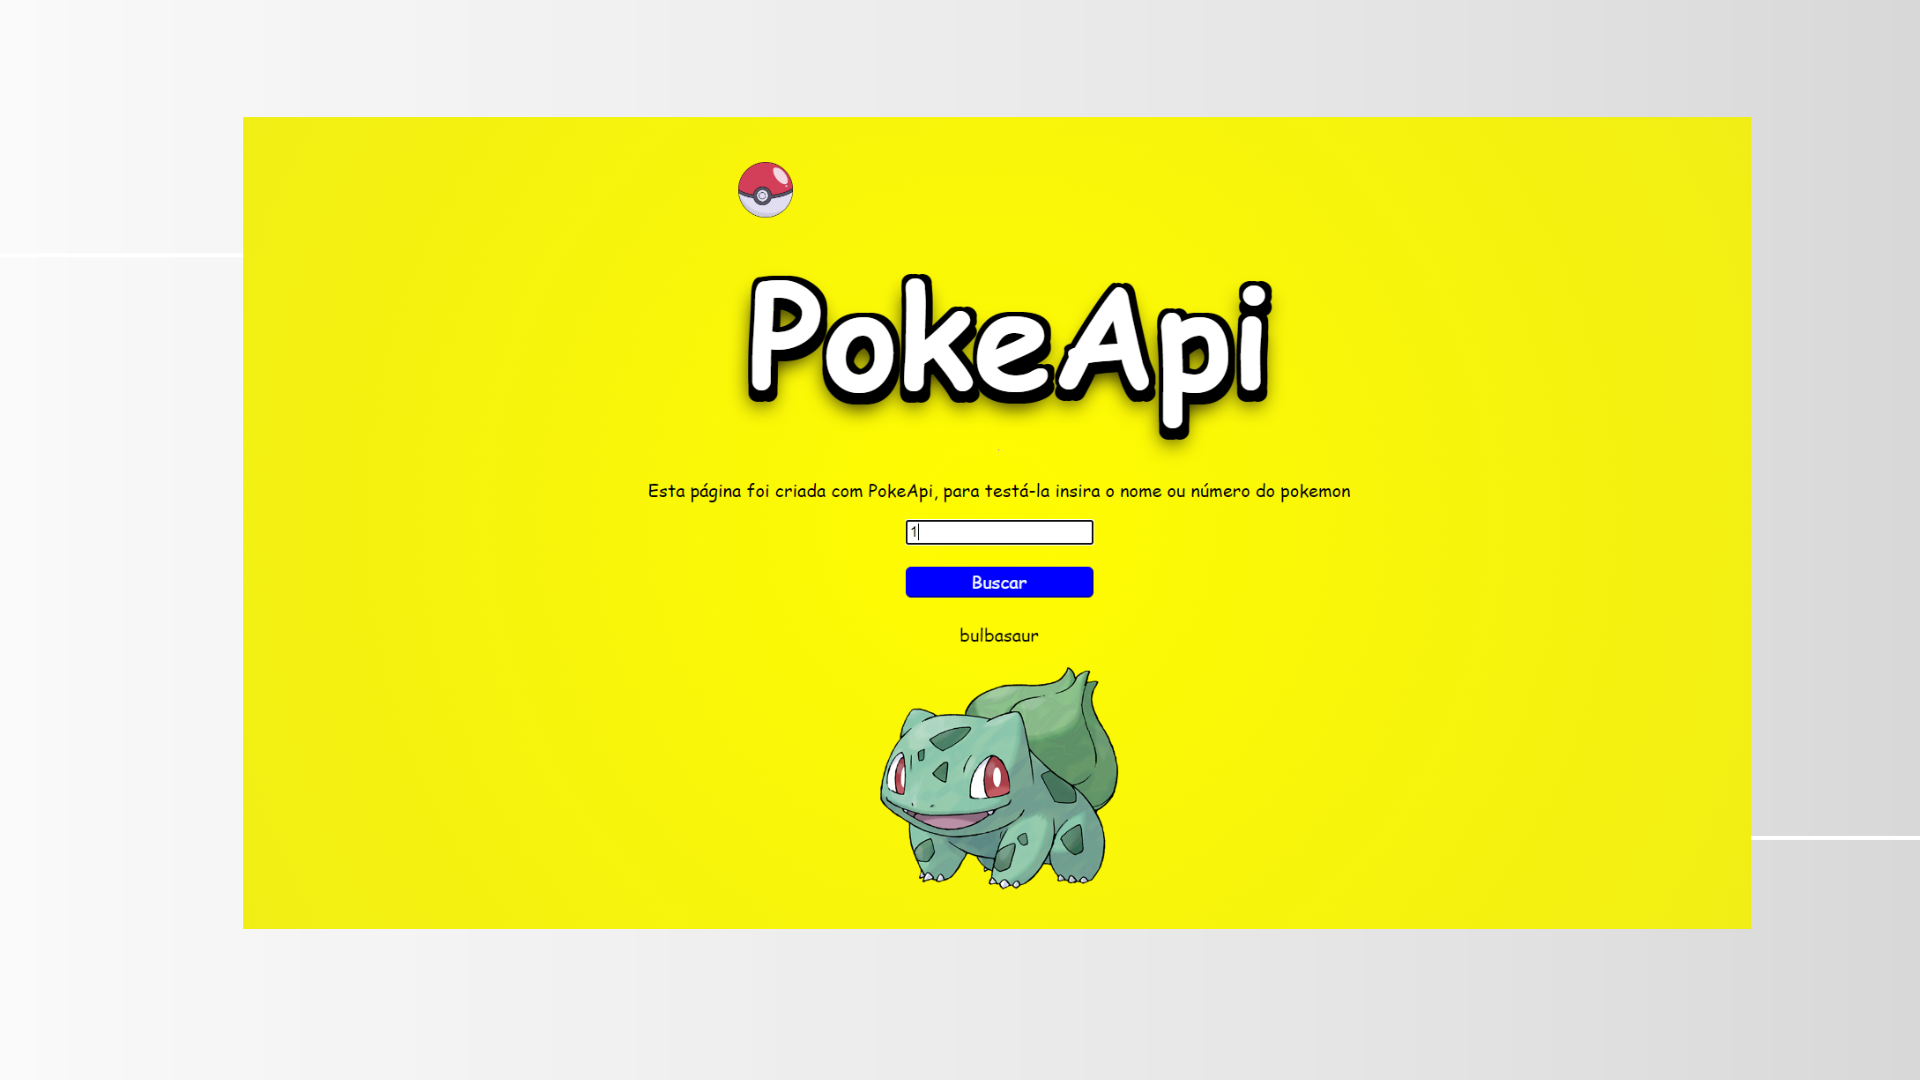 PokeApi
Esta página foi criada com PokeApi, para testá-la insira o nome ou número do pokemon
1
Buscar
bulbasaur